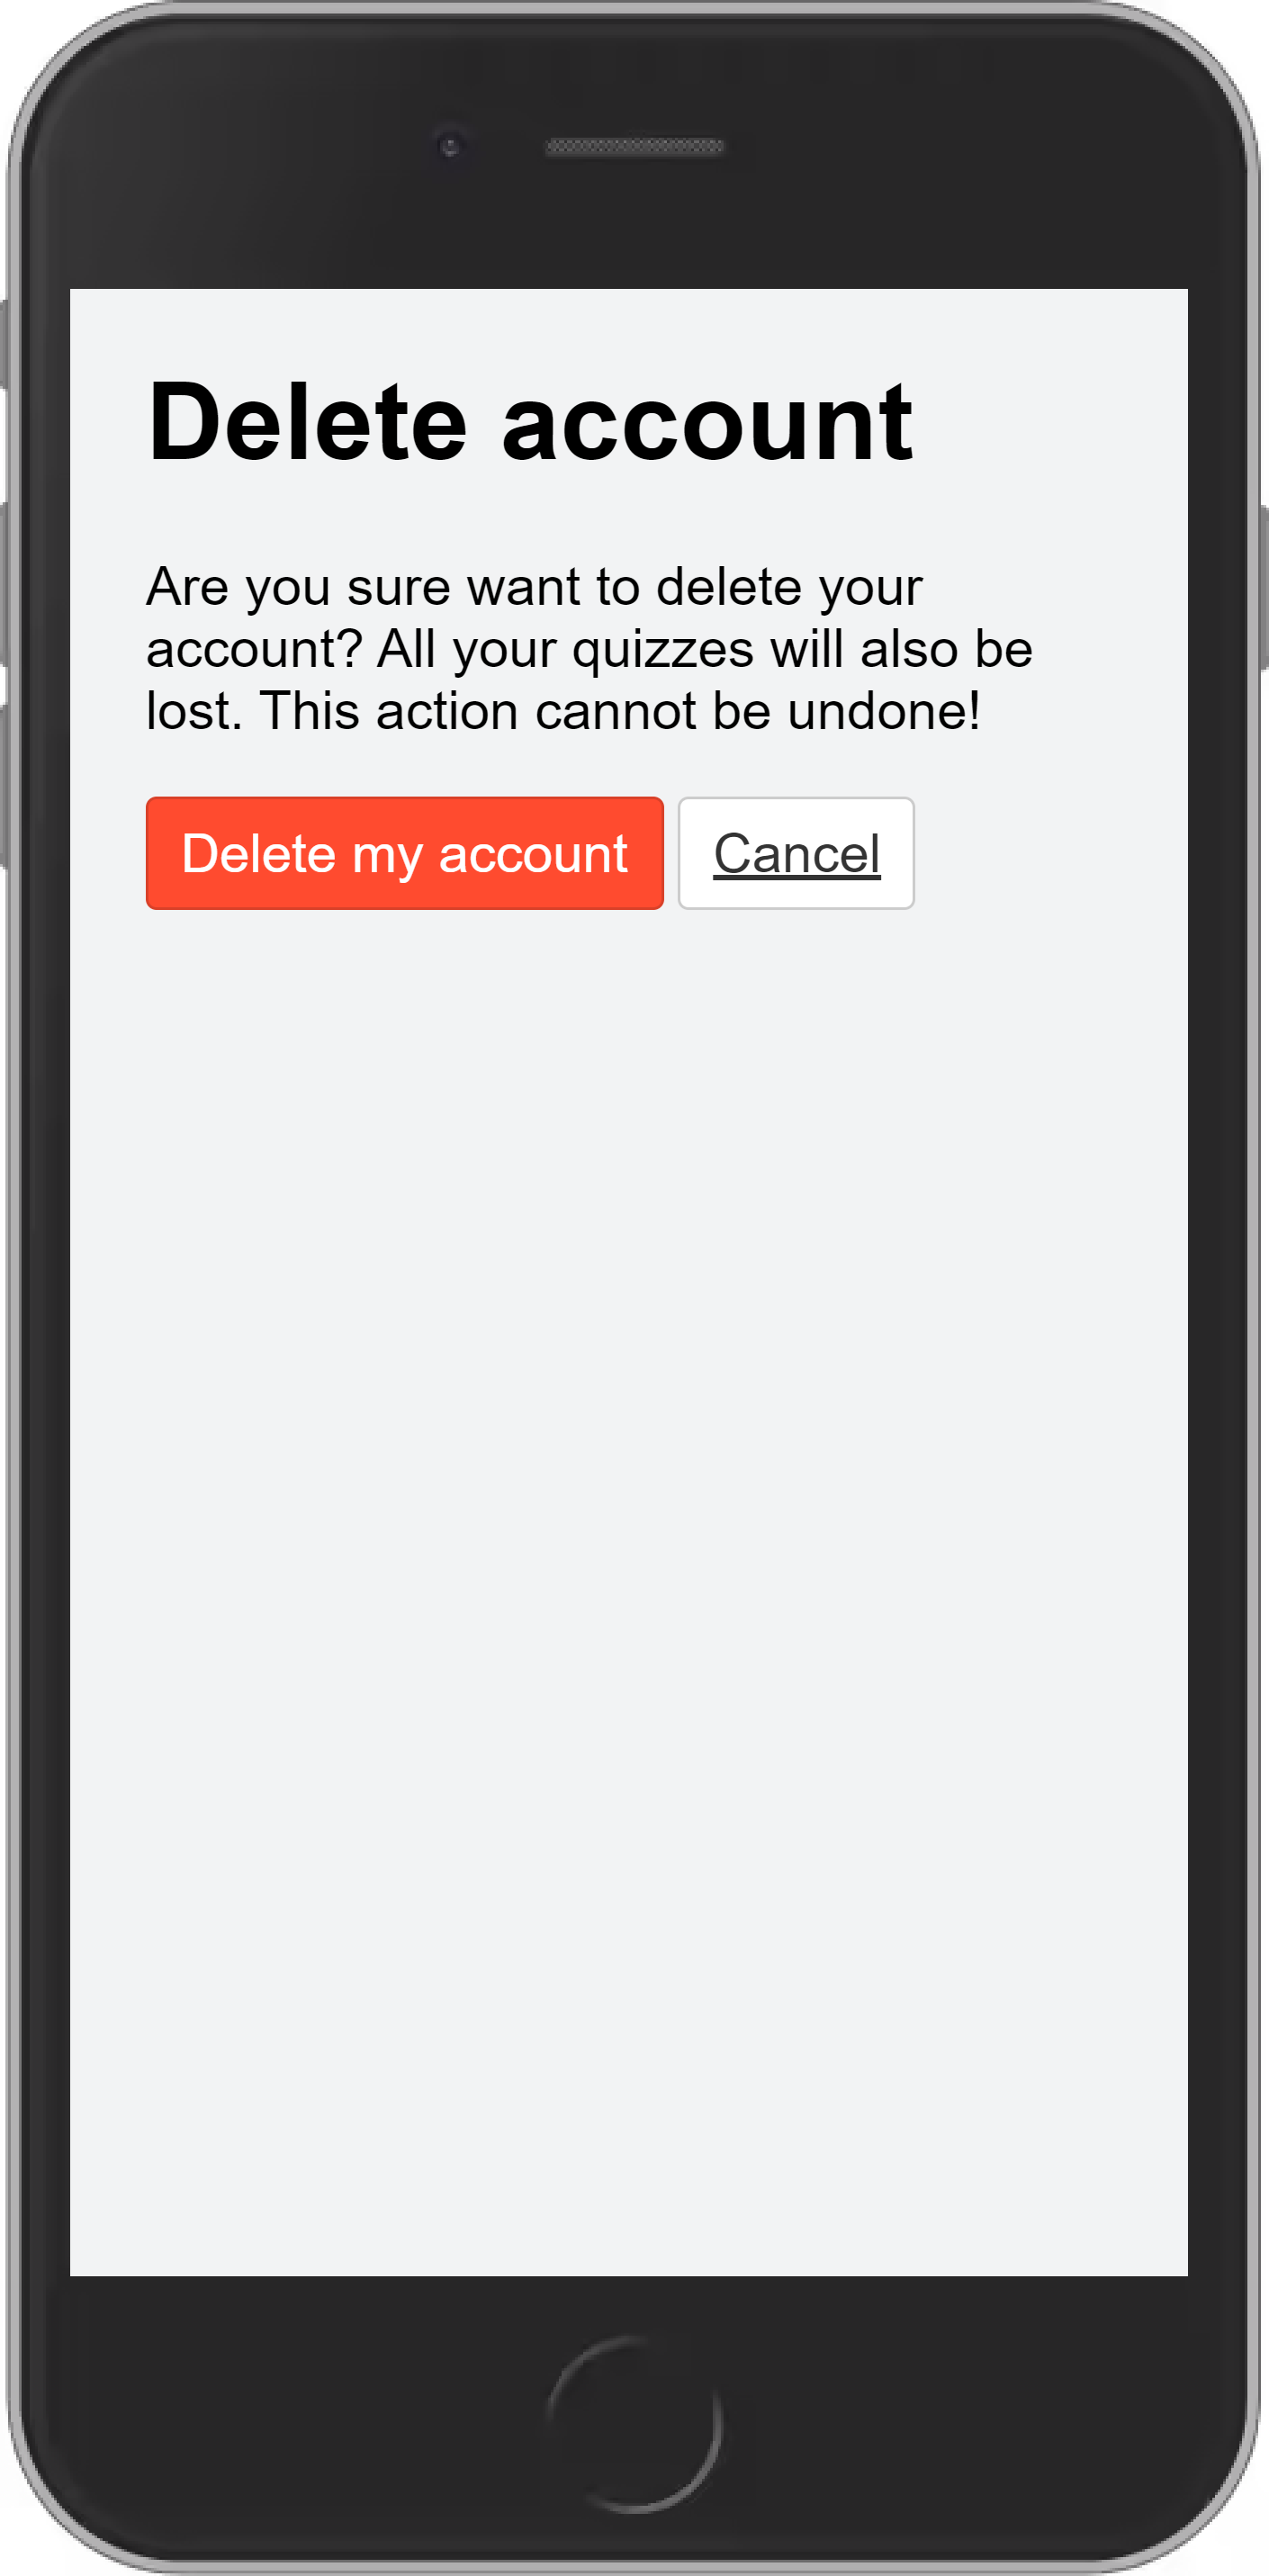 Delete account
Are you sure want to delete your
account? All your quizzes will also be
lost. This action cannot be undone!
Delete my account Cancel